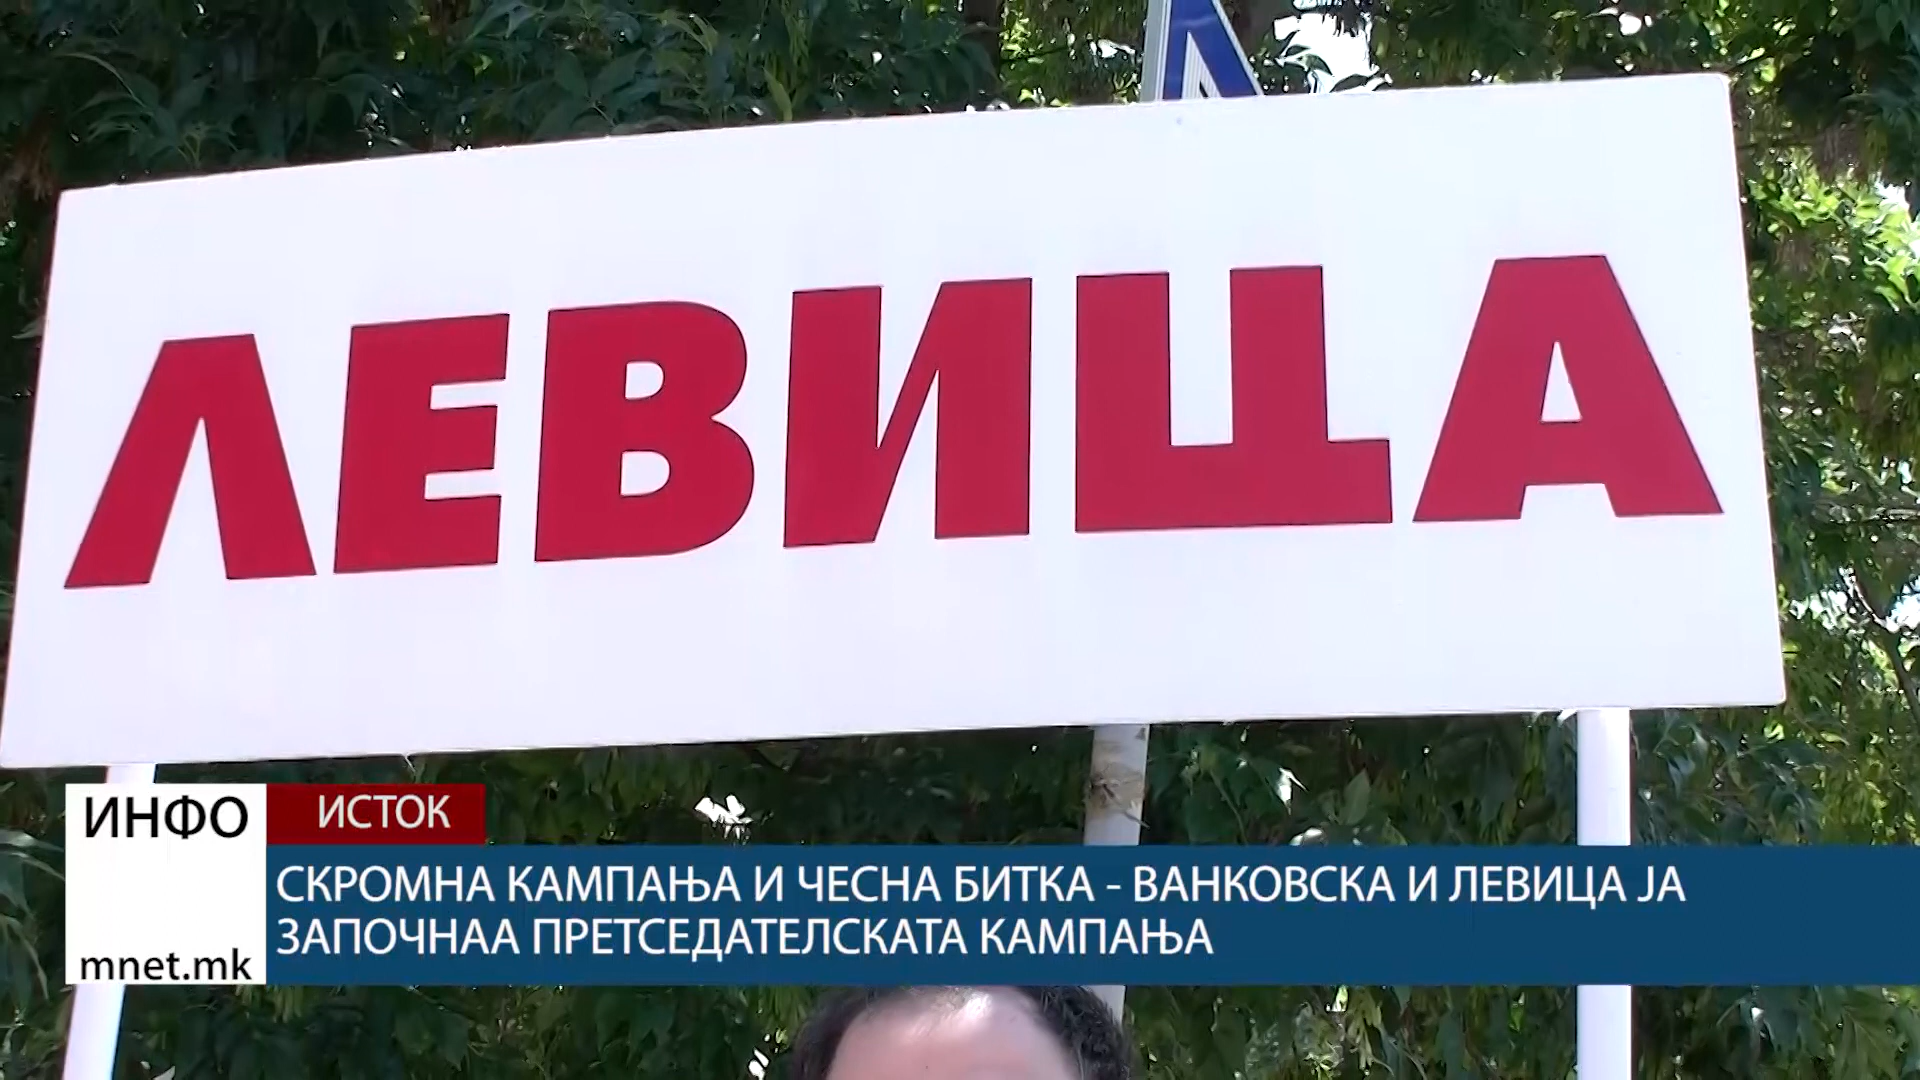 ЛЕВИЦА
ИНФО
ИСТОК
СКРОМНА КАМПАЊА И ЧЕСНА БИТКА - ВАНКОВСКА И ЛЕВИЦА ЈА
ЗАПОЧНАА ПРЕТСЕДАТЕЛСКАТА КАМПАЊА
mnet.mk